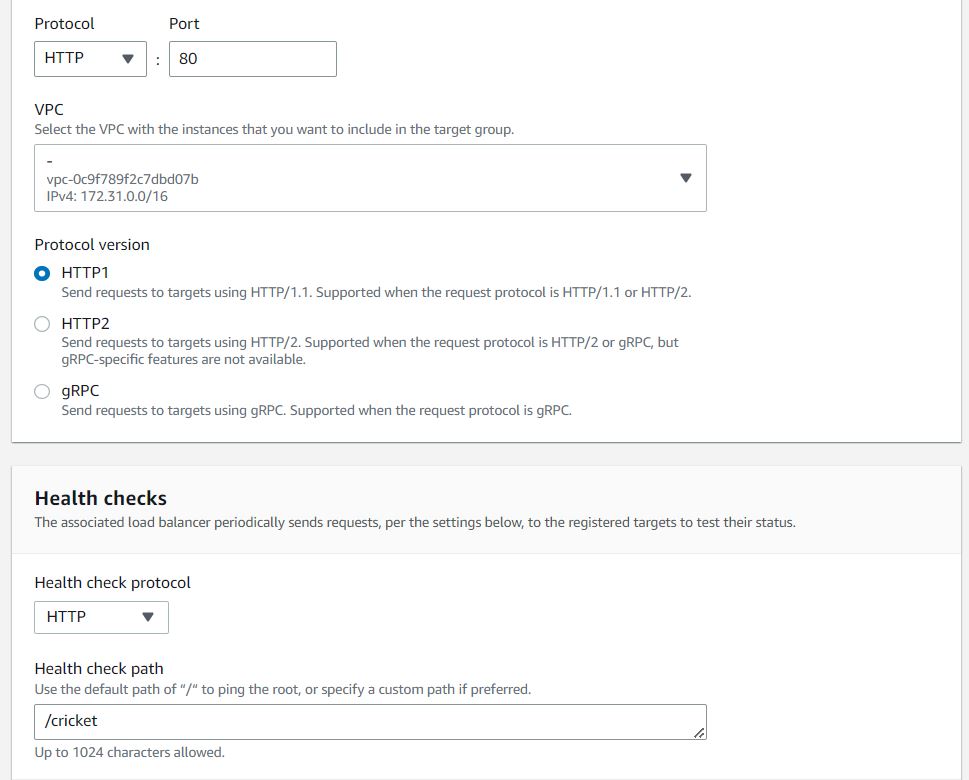 Protocol Port
HTTP : 80
VPC
Select the VPC with the instances that you want to include in the target group.
-
vpc-0c9f789f2c7dbd07b
IPv4: 172.31.0.0/16
Protocol version
HTTP1
Send requests to targets using HTTP/1.1. Supported when the request protocol is HTTP/1.1 or HTTP/2.
HTTP2
Send requests to targets using HTTP/2. Supported when the request protocol is HTTP/2 or gRPC, but
gRPC-specific features are not available.
gRPC
Send requests to targets using gRPC. Supported when the request protocol is gRPC.
Health checks
The associated load balancer periodically sends requests, per the settings below, to the registered targets to test their status.
Health check protocol
HTTP
Health check path
Use the default path of “/“ to ping the root, or specify a custom path if preferred.
/cricket
Up to 1024 characters allowed.